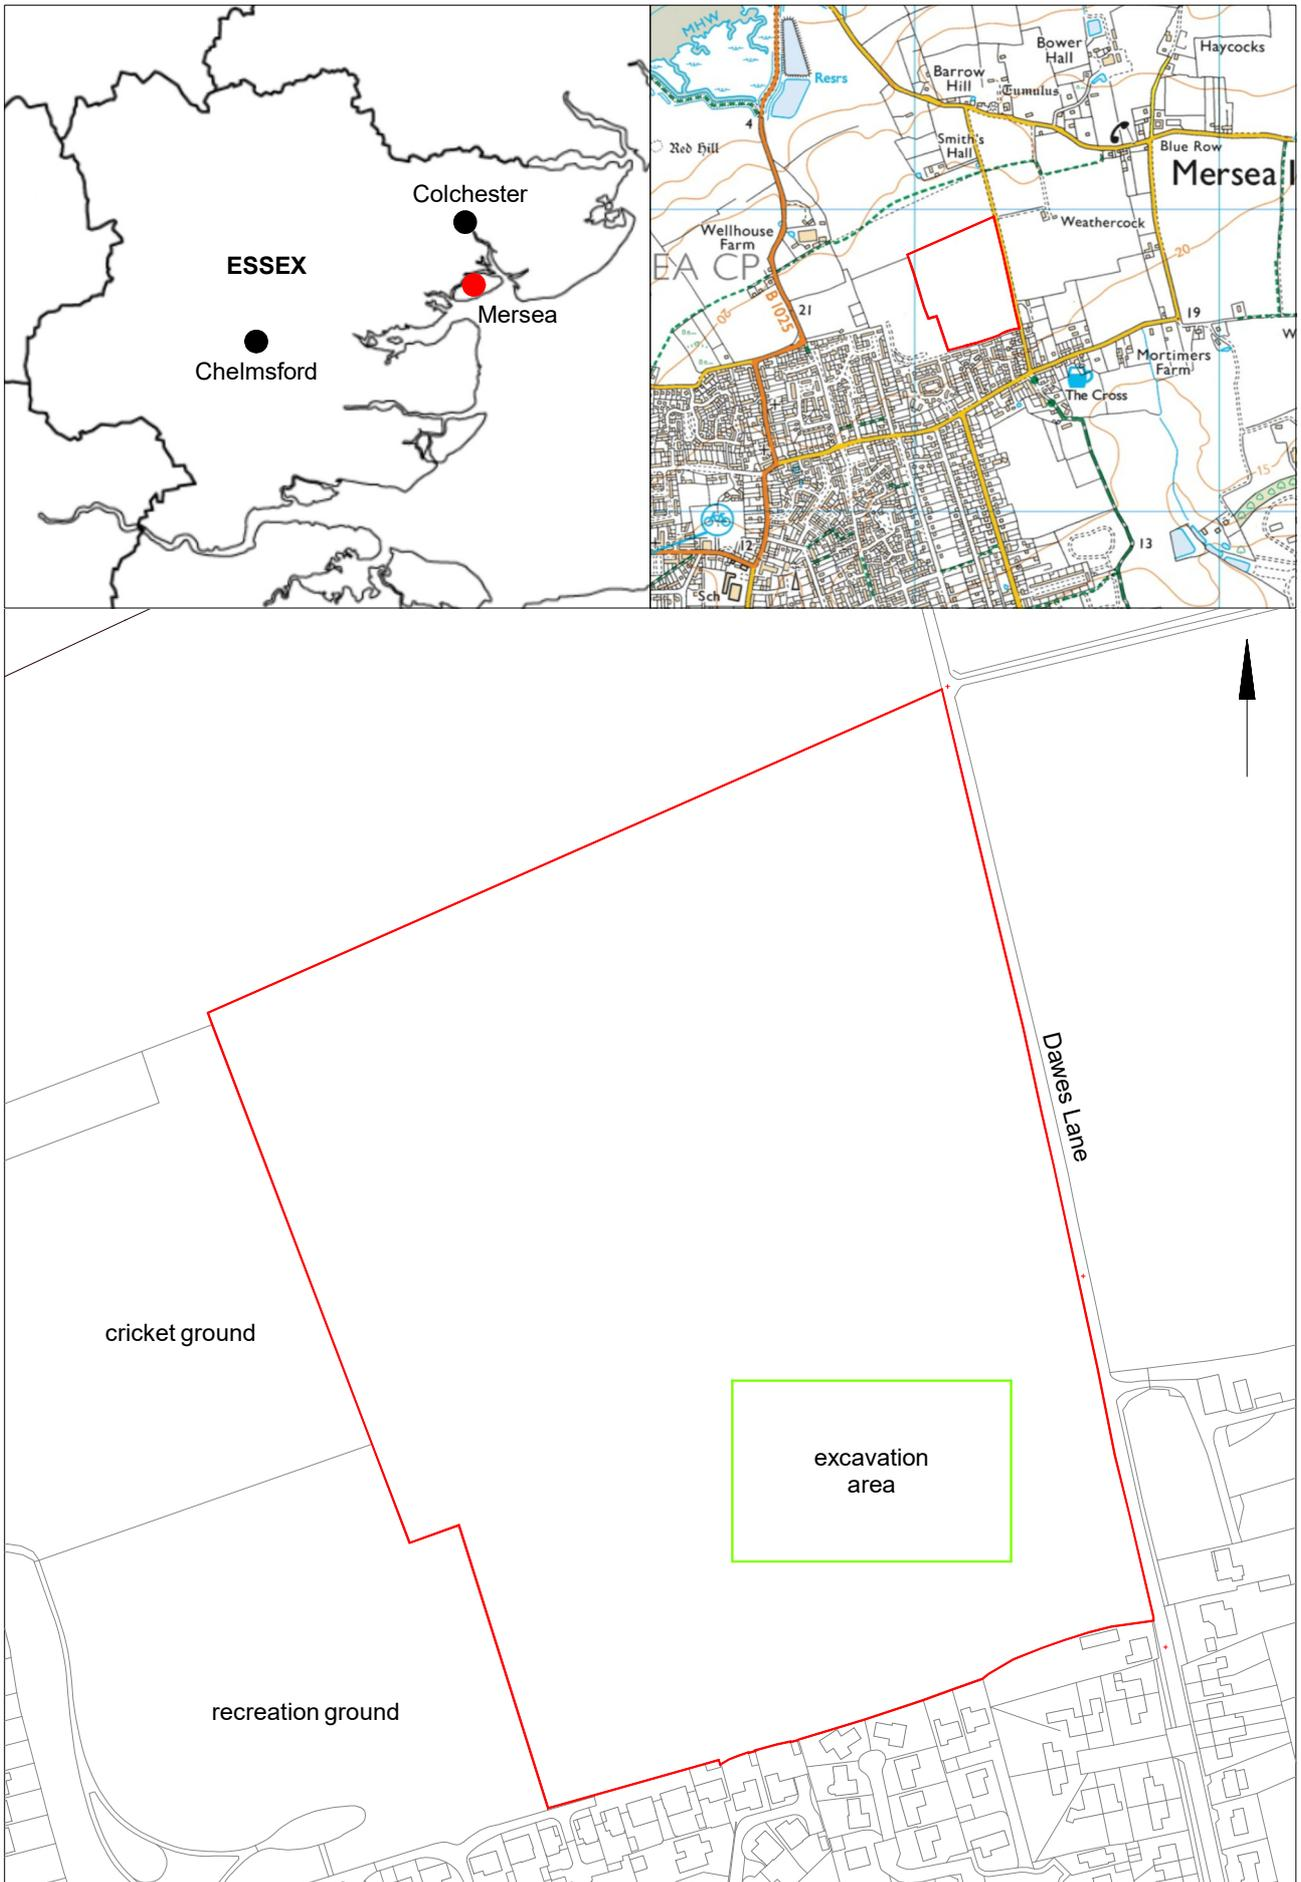 Colchester
ESSEX
Mersea
Chelmsford
MHW
Resrs
4
Red Hill
Bower
Hall
Haycocks
Barrow
Hill
Tumulus
Smith's
Hall
Blue Row
Mersea I
Weathercock
Wellhouse
Farm
EA CP
20
B 1025
21
20
19
W
Mortimers
Farm
The Cross
15
12
13
Sch
Dawes Lane
cricket ground
excavation
area
recreation ground